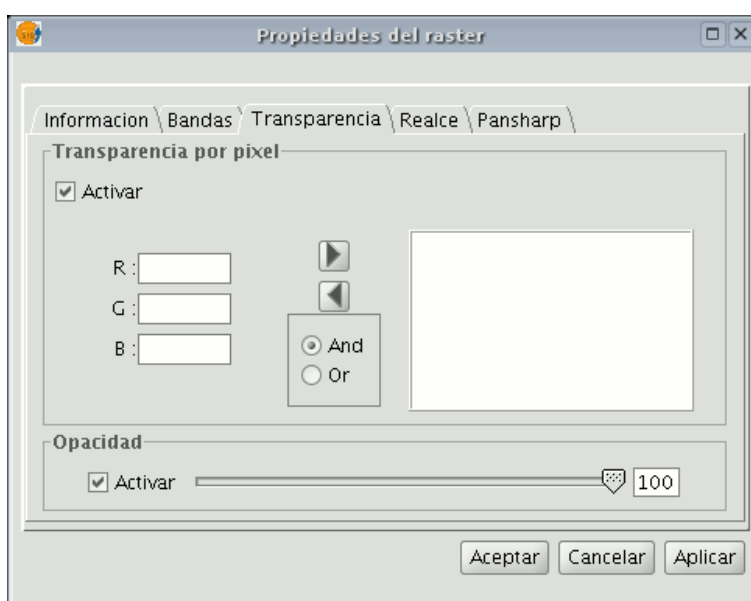 Propiedades del raster
Informacion Bandas Transparencia Realce Pansharp
Transparencia por pixel
Activar
R :
G :
B :
And
Or
Opacidad
Activar 100
Aceptar Cancelar Aplicar